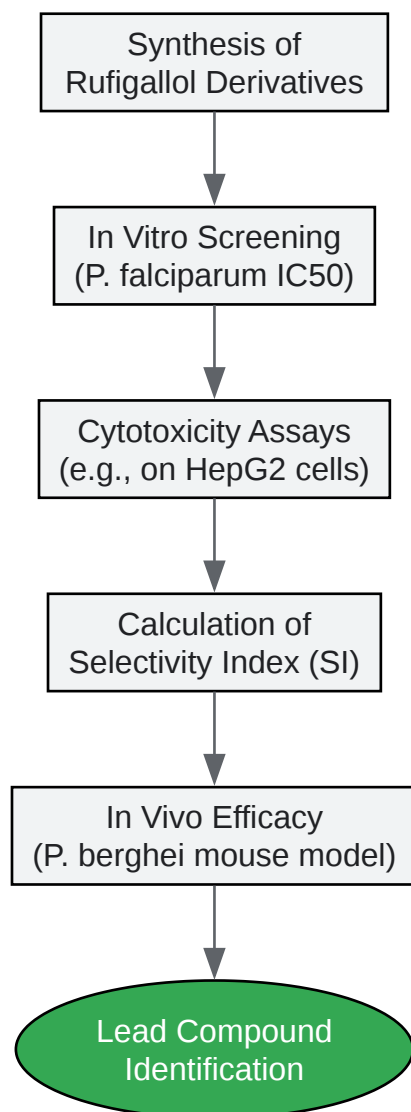 Synthesis of
Rufigallol Derivatives
In Vitro Screening
(P. falciparum IC50)
Cytotoxicity Assays
(e.g., on HepG2 cells)
Calculation of
Selectivity Index (SI)
In Vivo Efficacy
(P. berghei mouse model)
Lead Compound
Identification